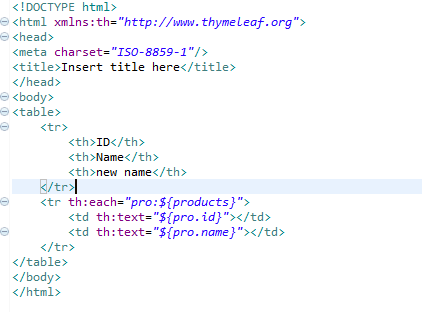 <!DOCTYPE html>
<html xmlns:th="http://www.thymeleaf.org">
<head>
<meta charset="ISO-8859-1"/>
<title>Insert title here</title>
</head>
<body>
<table>
    <tr>
        <th>ID</th>
        <th>Name</th>
        <th>new name</th>
    </tr>
    <tr th:each="pro:${products}">
        <td th:text="${pro.id}"></td>
        <td th:text="${pro.name}"></td>
    </tr>
</table>
</body>
</html>